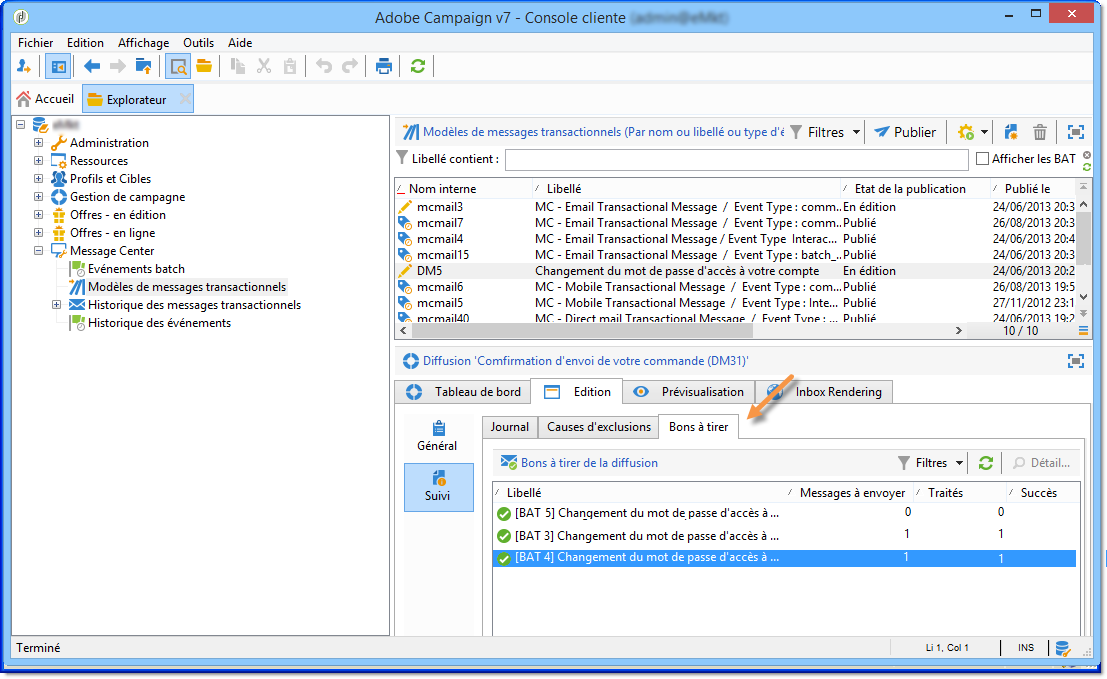 Adobe Campaign v7 - Console cliente
Fichier Edition Affichage Outils Aide
Accueil Explorateur
Administration
Ressources
Profils et Cibles
Gestion de campagne
Offres - en édition
Offres - en ligne
Message Center
Evénements batch
Modèles de messages transactionnels
Historique des messages transactionnels
Historique des événements
Modèles de messages transactionnels (Par nom ou libellé ou type d'é Filtres Publier
Libellé contient : Afficher les BAT
Nom interne Libellé Etat de la publication Publié le
mcmail3 MC - Email Transactional Message / Event Type : comm... En édition 24/06/2013 20:3
mcmail7 MC - Email Transactional Message / Event Type : comm... Publié 26/08/2013 20:3
mcmail4 MC - Email Transactional Message / Event Type Interac... Publié 24/06/2013 20:4
mcmail15 MC - Email Transactional Message / Event Type : batch_... Publié 24/06/2013 20:3
DM5 Changement du mot de passe d'accès à votre compte En édition 24/06/2013 20:2
mcmail6 MC - Mobile Transactional Message / Event Type : com... Publié 26/08/2013 19:5
mcmail5 MC - Mobile Transactional Message / Event Type : Inte... Publié 27/11/2012 23:1
mcmail40 MC - Direct mail Transactional Message / Event Type : ... Publié 24/06/2013 19:2
10 / 10
Diffusion 'Comfirmation d'envoi de votre commande (DM31)'
Tableau de bord Edition Prévisualisation Inbox Rendering
Général
Suivi
Journal Causes d'exclusions Bons à tirer
Bons à tirer de la diffusion Filtres Détail...
Libellé Messages à envoyer Traités Succès
[BAT 5] Changement du mot de passe d'accès à ... 0 0
[BAT 3] Changement du mot de passe d'accès à ... 1 1
[BAT 4] Changement du mot de passe d'accès à ... 1 1
Terminé Li 1, Col 1 INS